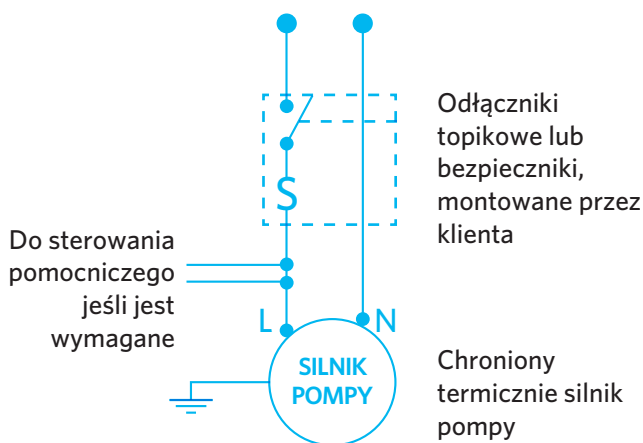 Odłączniki
topikowe lub
bezpieczniki,
montowane przez
klienta
S
Do sterowania
pomocniczego
jeśli jest
wymagane
L
N
SILNIK
POMPY
Chroniony
termicznie silnik
pompy